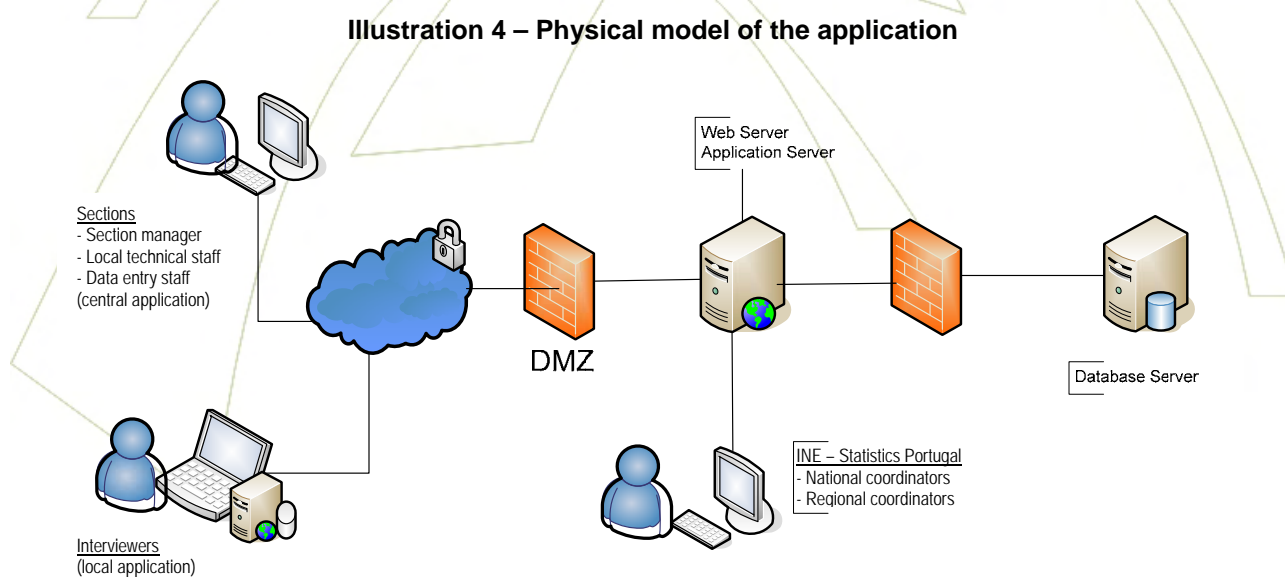 Illustration 4 – Physical model of the application
Web Server
Application Server
Sections
- Section manager
- Local technical staff
- Data entry staff
(central application)
DMZ
Database Server
INE – Statistics Portugal
- National coordinators
- Regional coordinators
Interviewers
(local application)